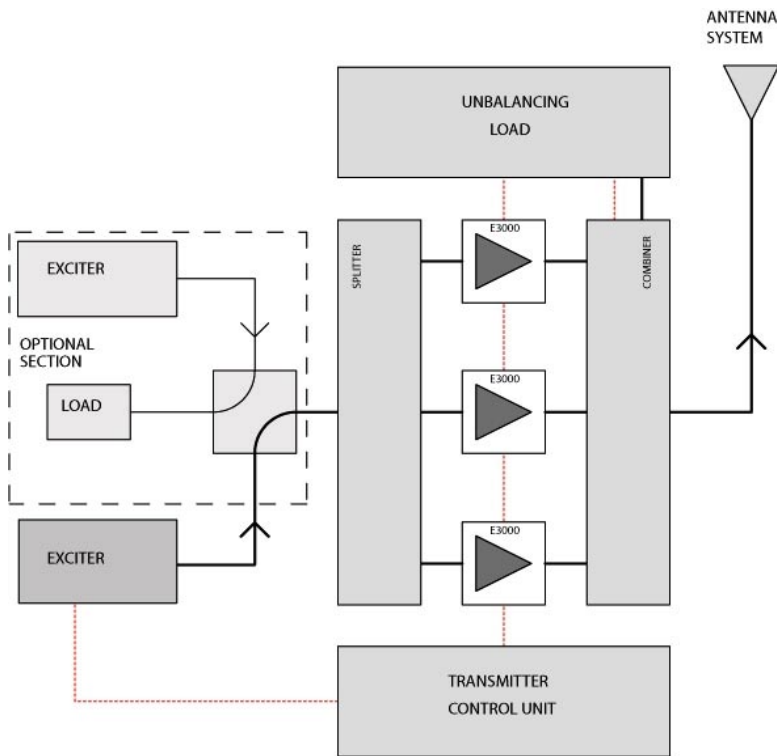 ANTENNA
SYSTEM
UNBALANCING
LOAD
E3000
SPLITTER
COMBINER
EXCITER
OPTIONAL
SECTION
LOAD
E3000
E3000
EXCITER
TRANSMITTER
CONTROL UNIT